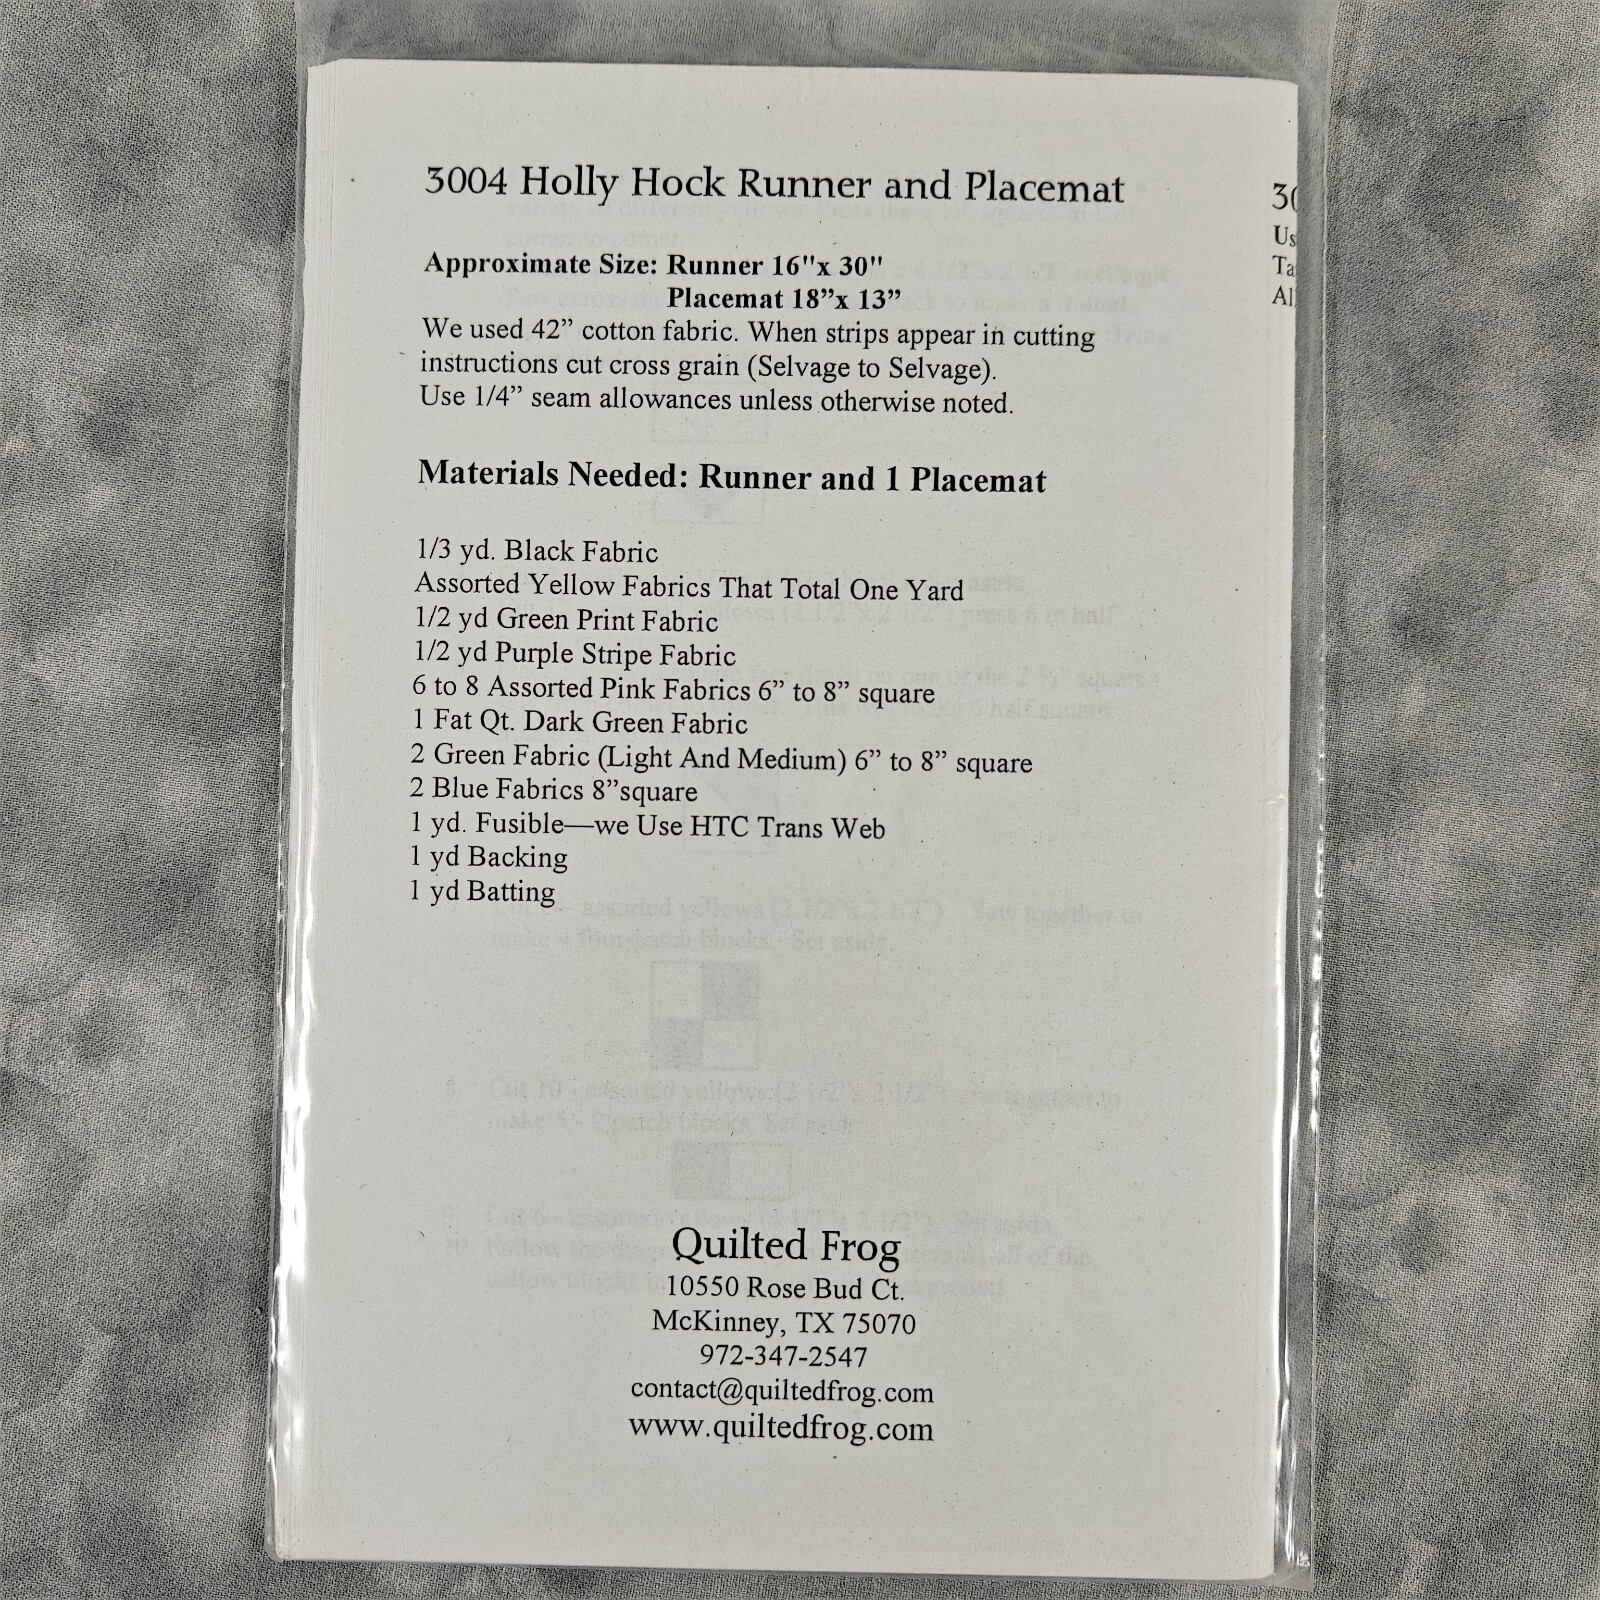 3004 Holly Hock Runner and Placemat
Approximate Size: Runner 16"x 30"
Placemat 18”x 13”
We used 42” cotton fabric. When strips appear in cutting
instructions cut cross grain (Selvage to Selvage).
Use 1/4” seam allowances unless otherwise noted.
Materials Needed: Runner and 1 Placemat
1/3 yd. Black Fabric
Assorted Yellow Fabrics That Total One Yard
1/2 yd Green Print Fabric
1/2 yd Purple Stripe Fabric
6 to 8 Assorted Pink Fabrics 6” to 8” square
1 Fat Qt. Dark Green Fabric
2 Green Fabric (Light And Medium) 6” to 8” square
2 Blue Fabrics 8”square
1 yd. Fusible—we Use HTC Trans Web
1 yd Backing
1 yd Batting
Quilted Frog
10550 Rose Bud Ct.
McKinney, TX 75070
972-347-2547
contact@quiltedfrog.com
www.quiltedfrog.com